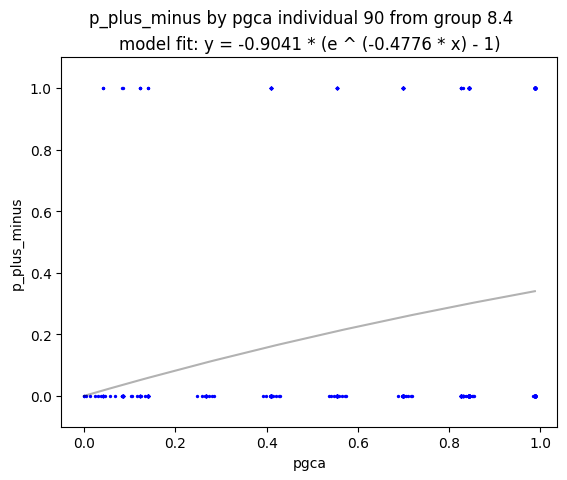 p_plus_minus by pgca individual 90 from group 8.4
model fit: y = -0.9041 * (e ^ (-0.4776 * x) - 1)
p_plus_minus
1.0
0.8
0.6
0.4
0.2
0.0
0.0 0.2 0.4 0.6 0.8 1.0
pgca